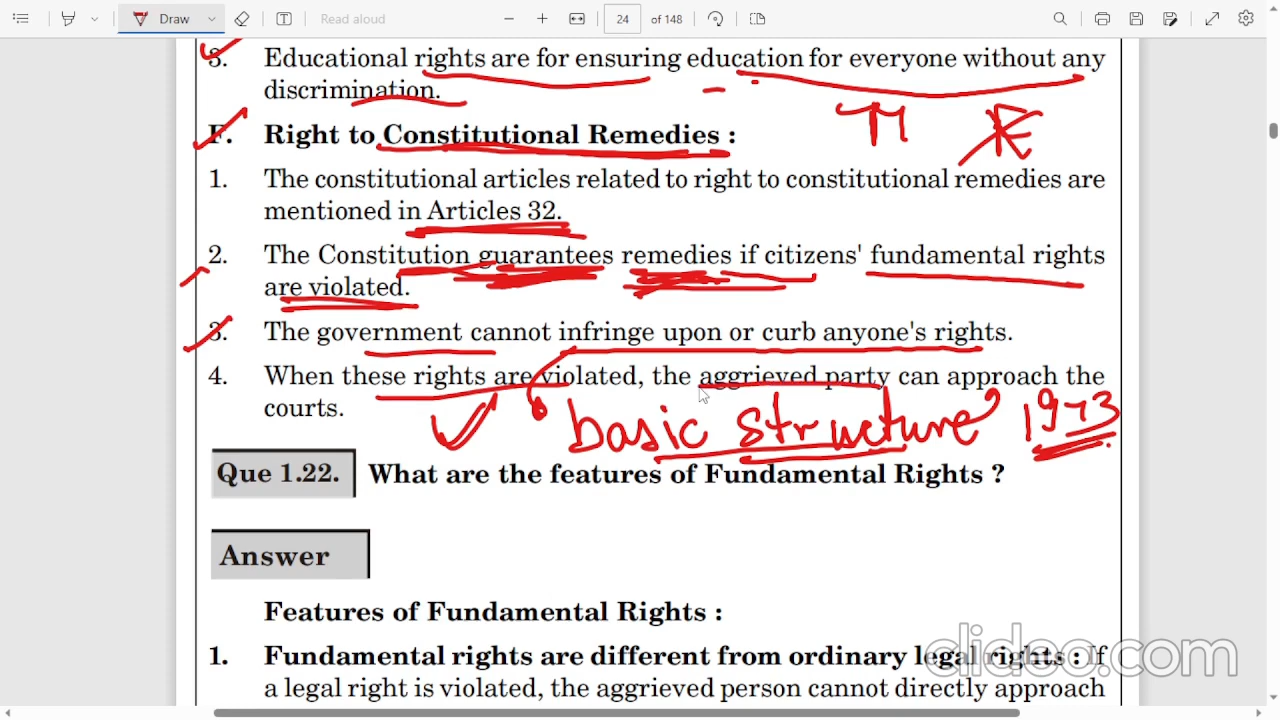 Draw
Read aloud
24 of 148
3. Educational rights are for ensuring education for everyone without any
discrimination.
F. Right to Constitutional Remedies :
1. The constitutional articles related to right to constitutional remedies are
mentioned in Articles 32.
2. The Constitution guarantees remedies if citizens' fundamental rights
are violated.
3. The government cannot infringe upon or curb anyone's rights.
4. When these rights are violated, the aggrieved party can approach the
courts.
basic structure 1973
Que 1.22. What are the features of Fundamental Rights ?
Answer
Features of Fundamental Rights :
1. Fundamental rights are different from ordinary legal rights : If
a legal right is violated, the aggrieved person cannot directly approach
clideo.com